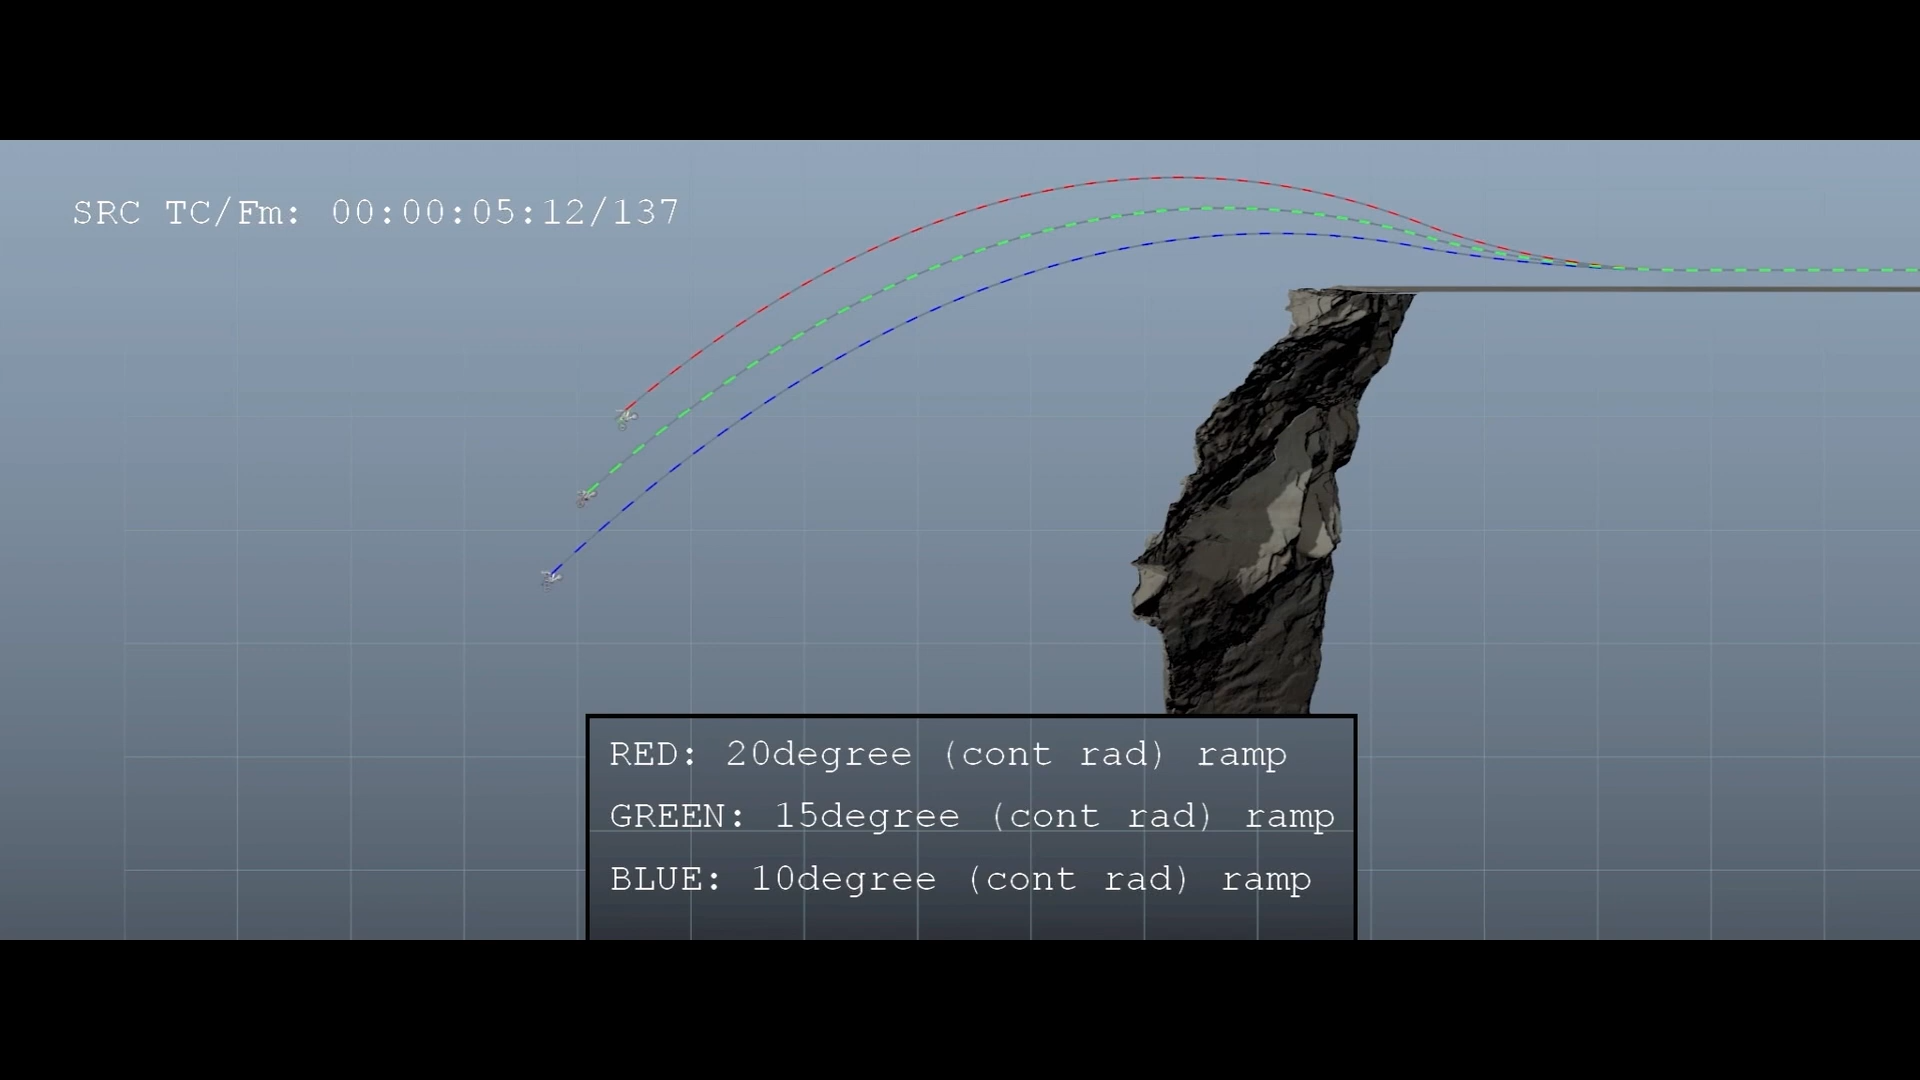 SRC TC/Fm: 00:00:05:12/137
RED: 20degree (cont rad) ramp
GREEN: 15degree (cont rad) ramp
BLUE: 10degree (cont rad) ramp